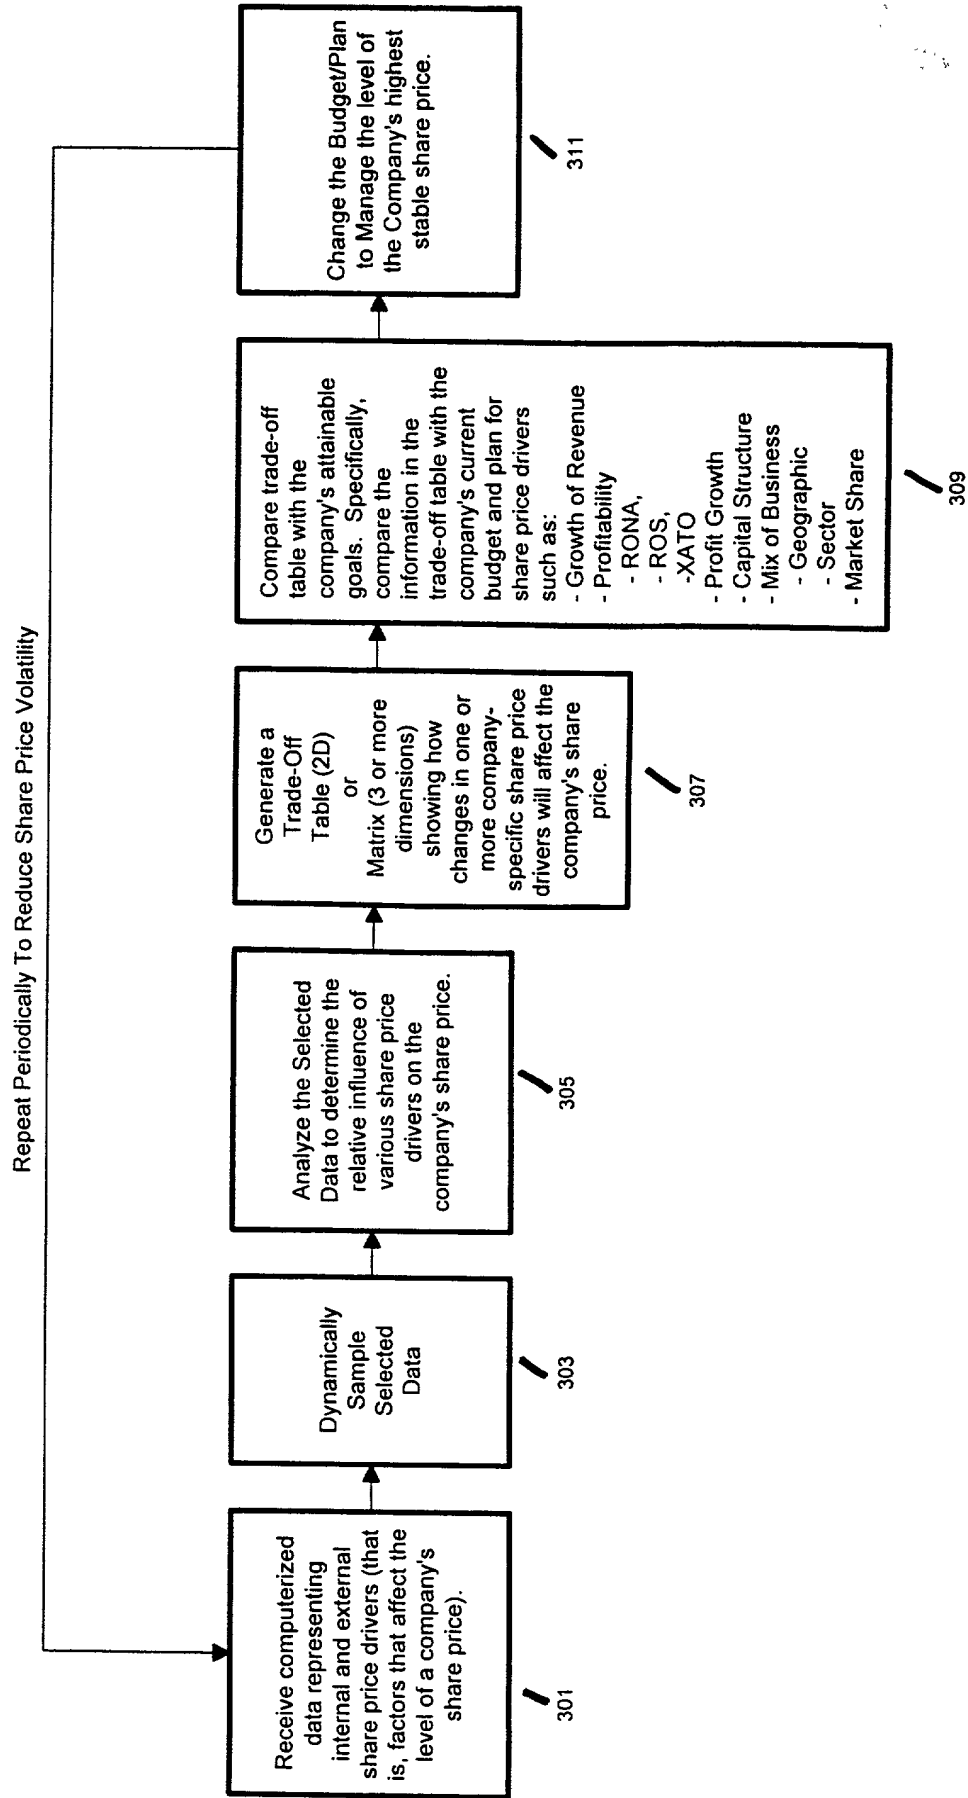 Repeat Periodically To Reduce Share Price Volatility
Receive computerized
data representing
internal and external
share price drivers (that
is, factors that affect the
level of a company's
share price).
301
Dynamically
Sample
Selected
Data
303
Analyze the Selected
Data to determine the
relative influence of
various share price
drivers on the
company's share price.
305
Generate a
Trade-Off
Table (2D)
or
Matrix (3 or more
dimensions)
showing how
changes in one or
more company-
specific share price
drivers will affect the
company's share
price.
307
Compare trade-off
table with the
company's attainable
goals. Specifically,
compare the
information in the
trade-off table with the
company's current
budget and plan for
share price drivers
such as:
- Growth of Revenue
- Profitability
- RONA,
- ROS,
-XATO
- Profit Growth
- Capital Structure
- Mix of Business
- Geographic
- Sector
- Market Share
309
Change the Budget/Plan
to Manage the level of
the Company's highest
stable share price.
311